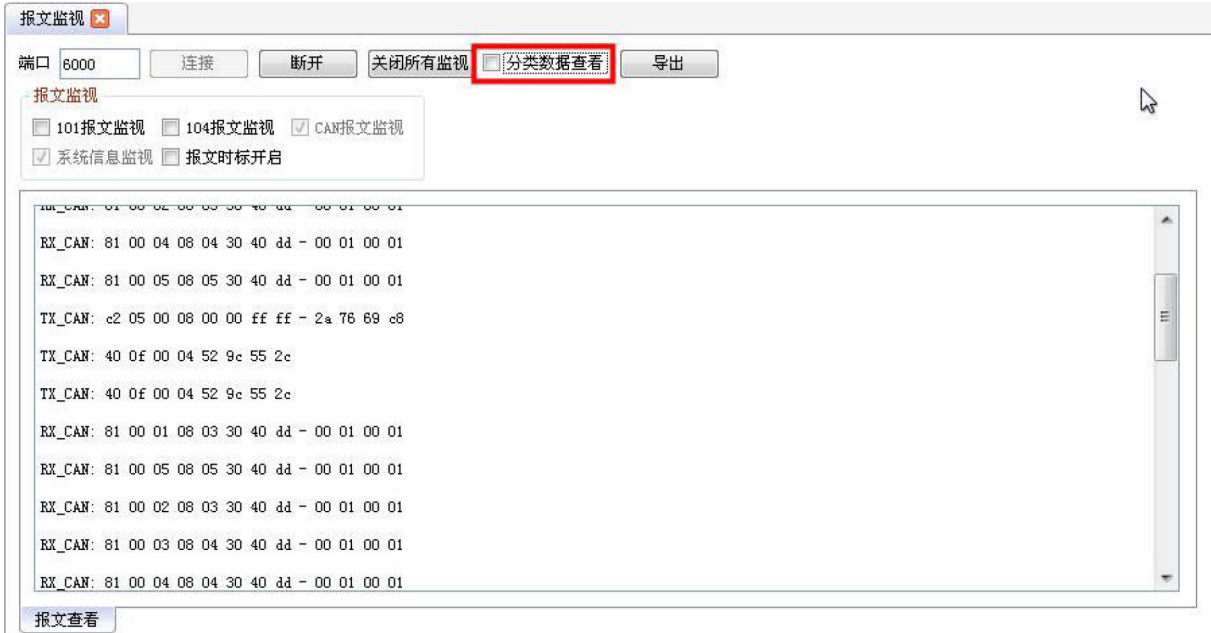 报文监视
端口 6000 连接 断开 关闭所有监视 分类数据查看 导出
报文监视
101报文监视 104报文监视 CAN报文监视
系统信息监视 报文时标开启
RX_CAN: 81 00 04 08 04 30 40 dd - 00 01 00 01
RX_CAN: 81 00 05 08 05 30 40 dd - 00 01 00 01
TX_CAN: c2 05 00 08 00 00 ff ff - 2a 76 69 c8
TX_CAN: 40 0f 00 04 52 9c 55 2c
TX_CAN: 40 0f 00 04 52 9c 55 2c
RX_CAN: 81 00 01 08 03 30 40 dd - 00 01 00 01
RX_CAN: 81 00 05 08 05 30 40 dd - 00 01 00 01
RX_CAN: 81 00 02 08 03 30 40 dd - 00 01 00 01
RX_CAN: 81 00 03 08 04 30 40 dd - 00 01 00 01
RX_CAN: 81 00 04 08 04 30 40 dd - 00 01 00 01
报文查看